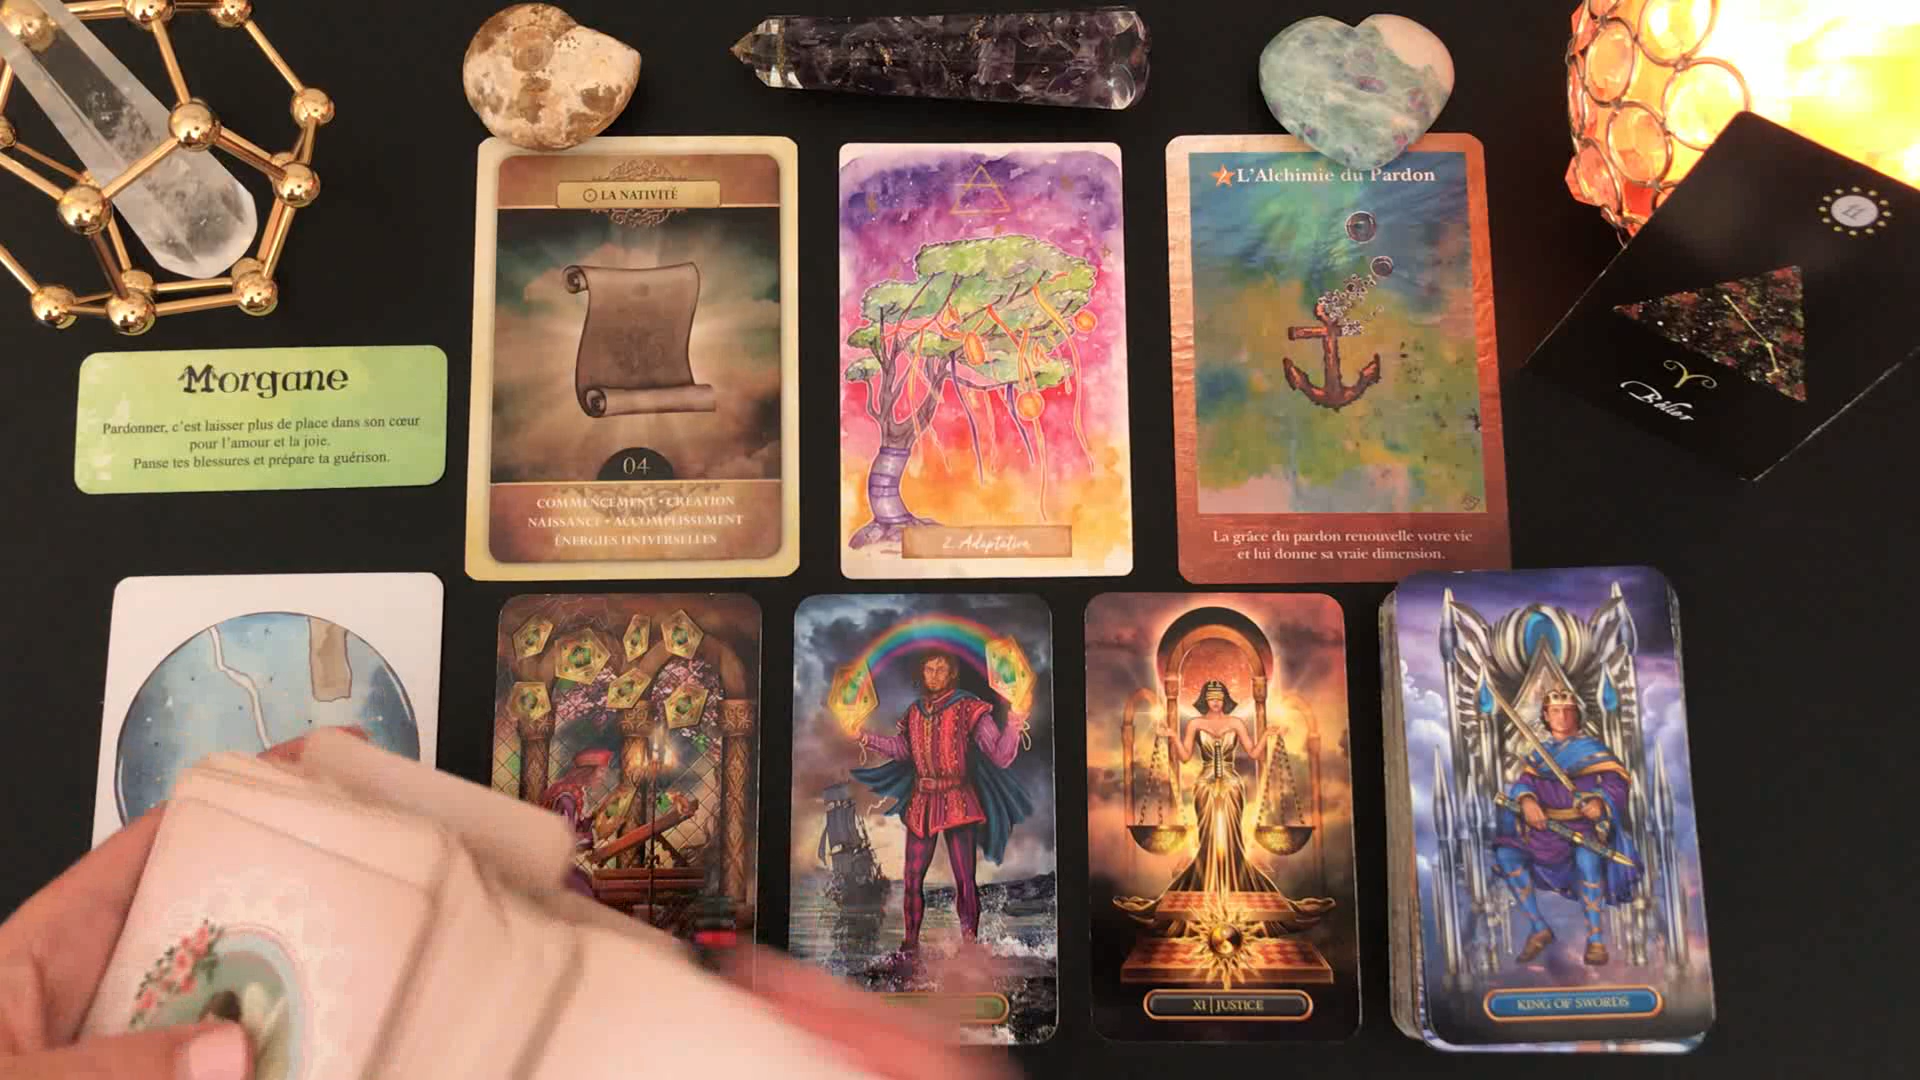 Morgane
Pardonner, c'est laisser plus de place dans son cœur
pour l'amour et la joie.
Panse tes blessures et prépare ta guérison.
LA NATIVITÉ
04
COMMENCEMENT • CRÉATION
NAISSANCE • ACCOMPLISSEMENT
ÉNERGIES UNIVERSELLES
2. Adaptation
2 L'Alchimie du Pardon
La grâce du pardon renouvelle votre vie
et lui donne sa vraie dimension.
11
Bélier
XI | JUSTICE
KING OF SWORDS